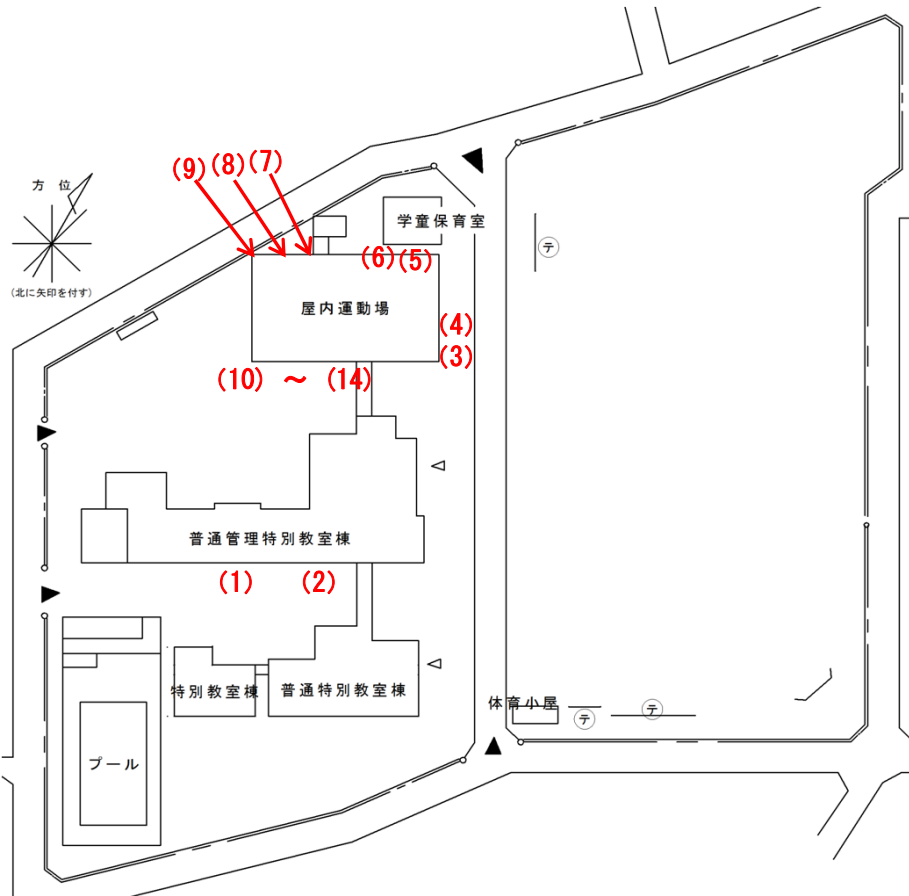 (9) (8) (7)
方 位
(北に矢印を付す)
学童保育室
(6) (5)
テ
屋内運動場
(4)
(3)
(10) ～ (14)
普通管理特別教室棟
(1) (2)
特別教室棟
普通特別教室棟
体育小屋
テ
テ
プール